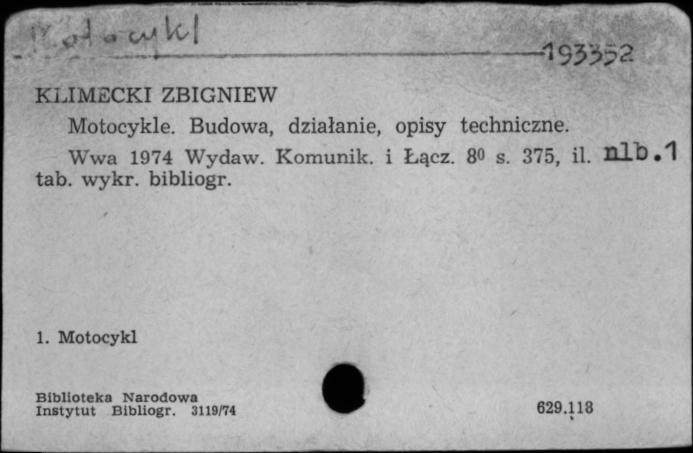 Motocykl
193352
KLIMECKI ZBIGNIEW
Motocykle. Budowa, działanie, opisy techniczne.
Wwa 1974 Wydaw. Komunik. i Łącz. 8⁰ s. 375, il. nlb.1
tab. wykr. bibliogr.
1. Motocykl
Biblioteka Narodowa
Instytut Bibliogr. 3119/74
629.118